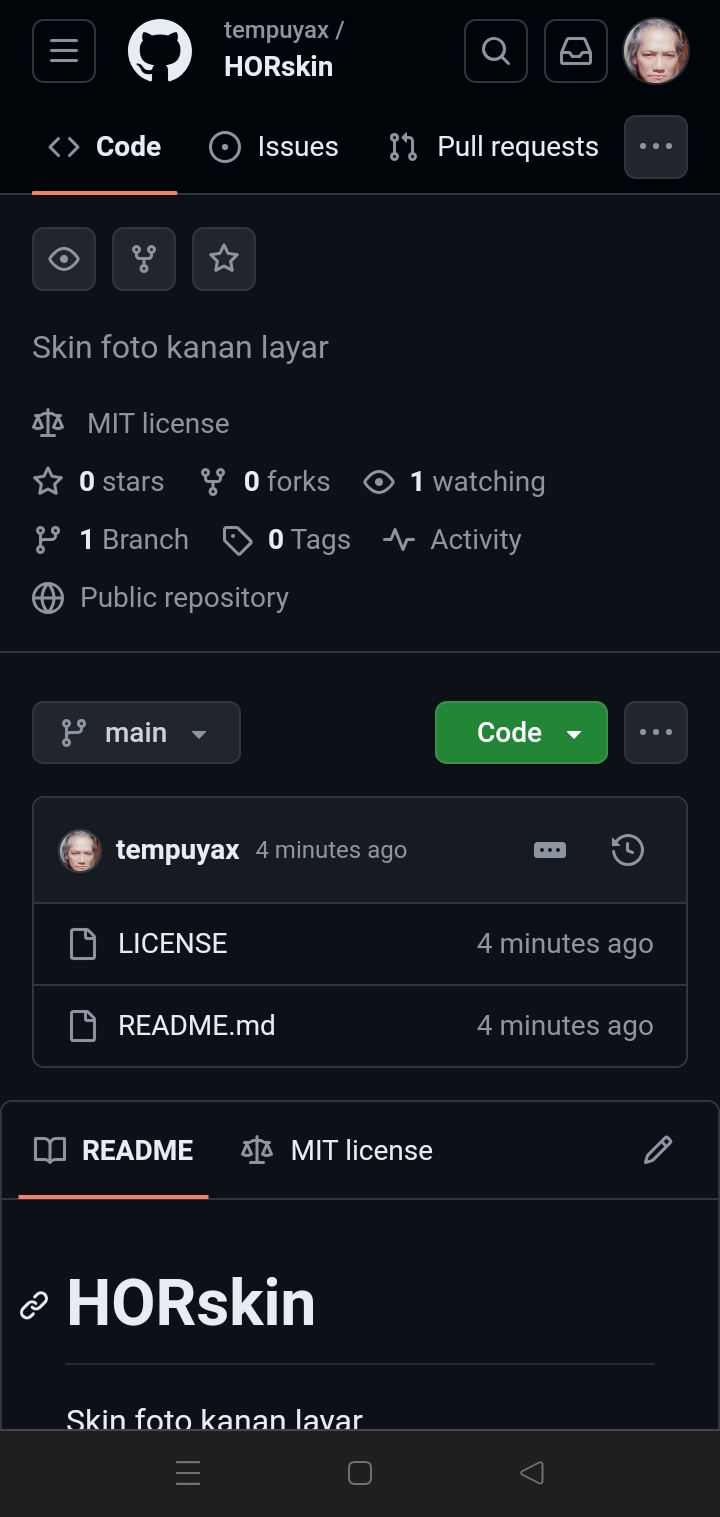 tempuyax /
HORskin
Code Issues Pull requests
Skin foto kanan layar
MIT license
0 stars 0 forks 1 watching
1 Branch 0 Tags Activity
Public repository
main Code
tempuyax 4 minutes ago
LICENSE 4 minutes ago
README.md 4 minutes ago
README MIT license
HORskin
Skin foto kanan layar